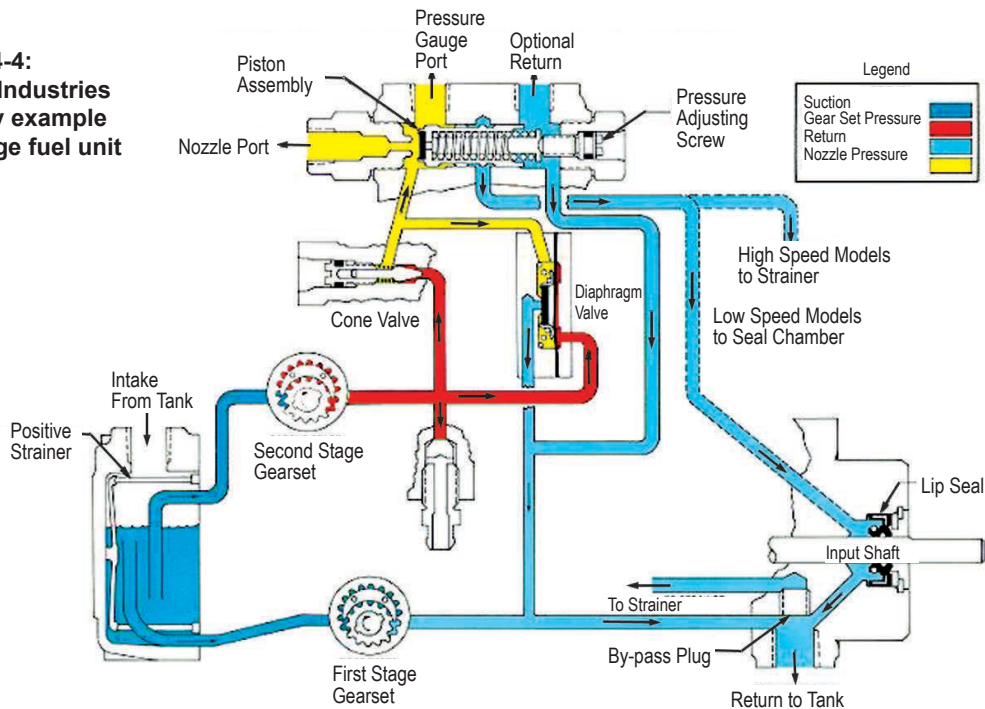 4-4:
Industries
y example
ge fuel unit
Pressure
Gauge
Port
Optional
Return
Piston
Assembly
Nozzle Port
Pressure
Adjusting
Screw
Legend
Suction
Gear Set Pressure
Return
Nozzle Pressure
High Speed Models
to Strainer
Diaphragm
Valve
Cone Valve
Low Speed Models
to Seal Chamber
Intake
From Tank
Positive
Strainer
Second Stage
Gearset
Lip Seal
Input Shaft
To Strainer
By-pass Plug
First Stage
Gearset
Return to Tank